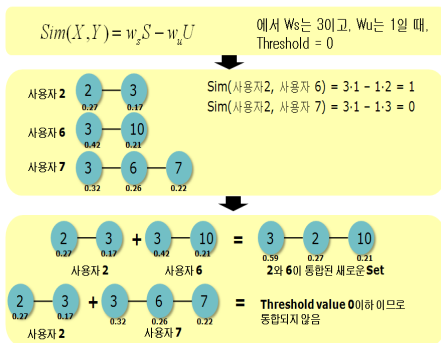 Sim(X,Y) = wsS − wuU
에서 Ws는 3이고, Wu는 1일 때,
Threshold = 0
사용자 2
2 3
0.27 0.17
사용자 6
3 10
0.42 0.21
사용자 7
3 6 7
0.32 0.26 0.22
Sim(사용자2, 사용자 6) = 3·1 − 1·2 = 1
Sim(사용자2, 사용자 7) = 3·1 − 1·3 = 0
2 3 + 3 10 = 3 2 10
0.27 0.17 0.42 0.21 0.59 0.27 0.21
사용자 2 사용자 6 2와 6이 통합된 새로운 Set
2 3 + 3 6 7 = Threshold value 0이하 이므로
통합되지 않음
0.27 0.17 0.32 0.26 0.22
사용자 2 사용자 7